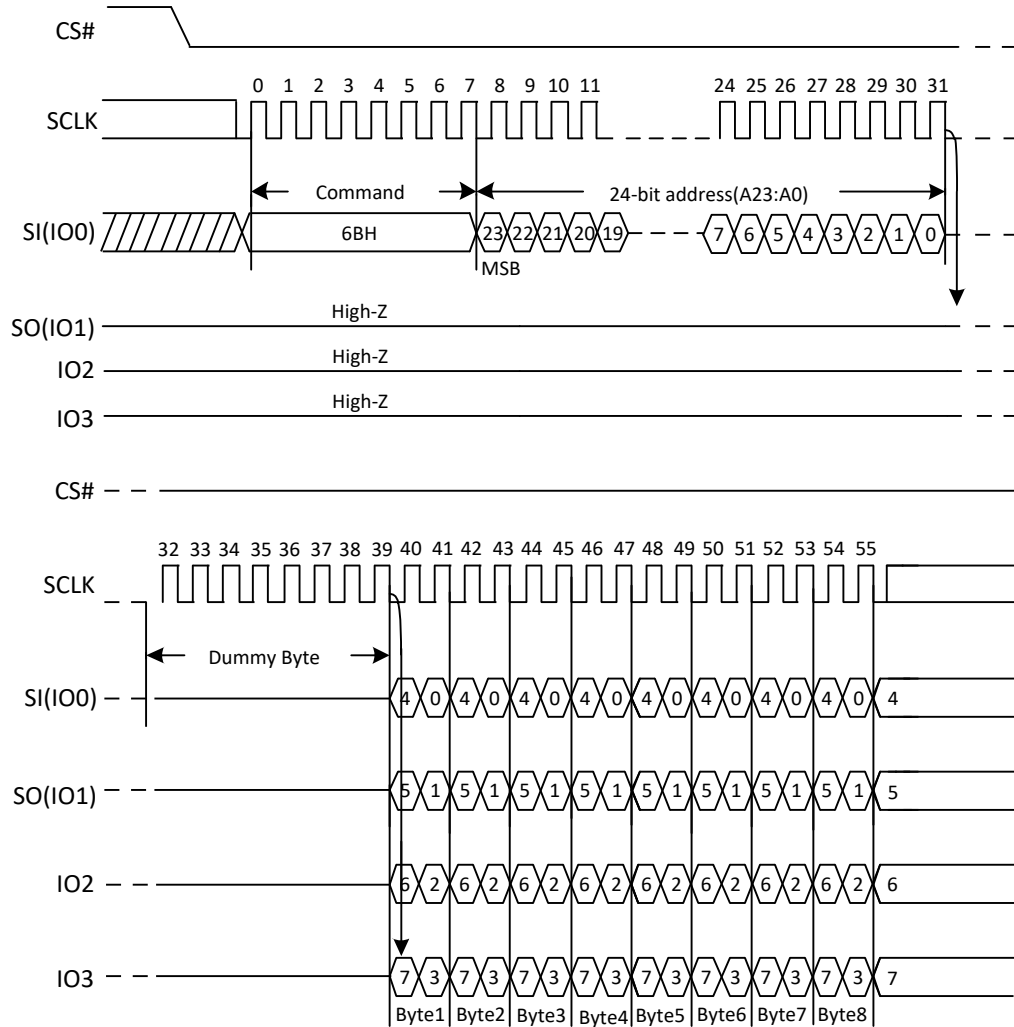 CS#
0 1 2 3 4 5 6 7 8 9 10 11 24 25 26 27 28 29 30 31
SCLK
Command 24-bit address(A23:A0)
SI(IO0) 6BH 23 22 21 20 19 7 6 5 4 3 2 1 0
MSB
High-Z
SO(IO1)
High-Z
IO2
High-Z
IO3
CS#
32 33 34 35 36 37 38 39 40 41 42 43 44 45 46 47 48 49 50 51 52 53 54 55
SCLK
Dummy Byte
SI(IO0) 4 0 4 0 4 0 4 0 4 0 4 0 4 0 4 0 4
SO(IO1) 5 1 5 1 5 1 5 1 5 1 5 1 5 1 5 1 5
IO2 6 2 6 2 6 2 6 2 6 2 6 2 6 2 6 2 6
IO3 7 3 7 3 7 3 7 3 7 3 7 3 7 3 7 3 7
Byte1 Byte2 Byte3 Byte4 Byte5 Byte6 Byte7 Byte8